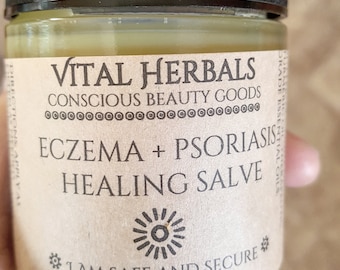 VITAL HERBALS
CONSCIOUS BEAUTY GOODS
ECZEMA + PSORIASIS
HEALING SALVE
I AM SAFE AND SECURE